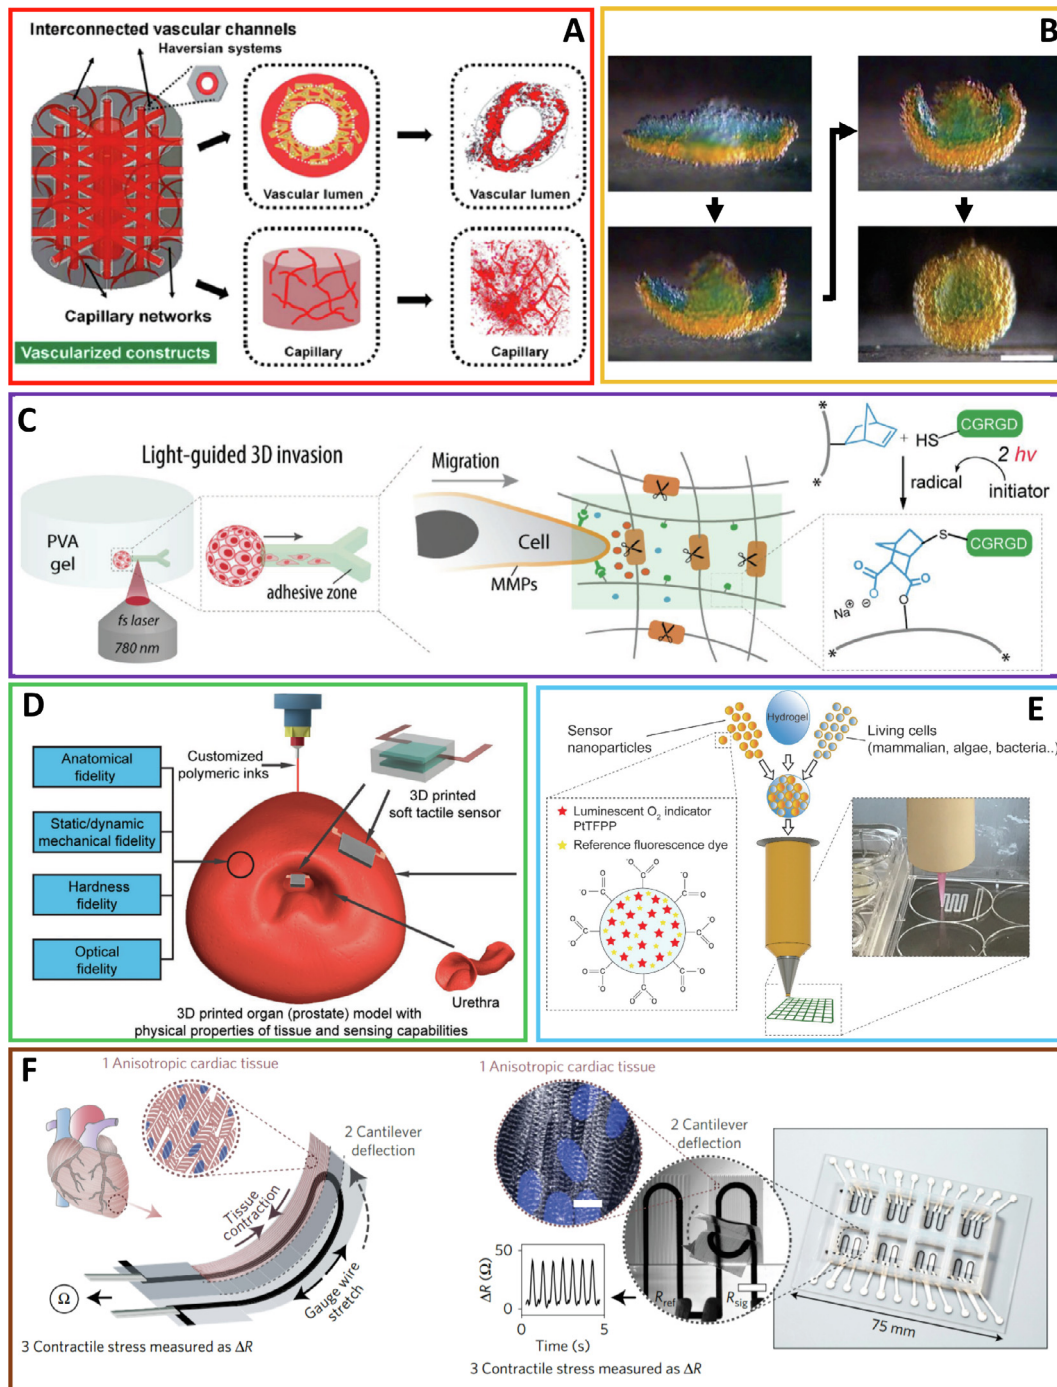 A
Interconnected vascular channels
Haversian systems
Vascular lumen
Vascular lumen
Capillary networks
Vascularized constructs
Capillary
Capillary
B
C
Light-guided 3D invasion
PVA
gel
fs laser
780 nm
adhesive zone
Migration
Cell
MMPs
*
+
HS
CGRGD
2 hv
radical
initiator
*
S
CGRGD
O
O
O
O
Na⊕
⊖
*
*
D
Anatomical
fidelity
Static/dynamic
mechanical fidelity
Hardness
fidelity
Optical
fidelity
Customized
polymeric inks
3D printed
soft tactile sensor
Urethra
3D printed organ (prostate) model with
physical properties of tissue and sensing capabilities
E
Sensor
nanoparticles
Hydrogel
Living cells
(mammalian, algae, bacteria..)
Luminescent O₂ indicator
PtTFPP
Reference fluorescence dye
F
1 Anisotropic cardiac tissue
2 Cantilever
deflection
Tissue
contraction
Gauge wire
stretch
Ω
3 Contractile stress measured as ΔR
1 Anisotropic cardiac tissue
2 Cantilever
deflection
ΔR (Ω)
50
0
0
5
Time (s)
R ref
R sig
75 mm
3 Contractile stress measured as ΔR